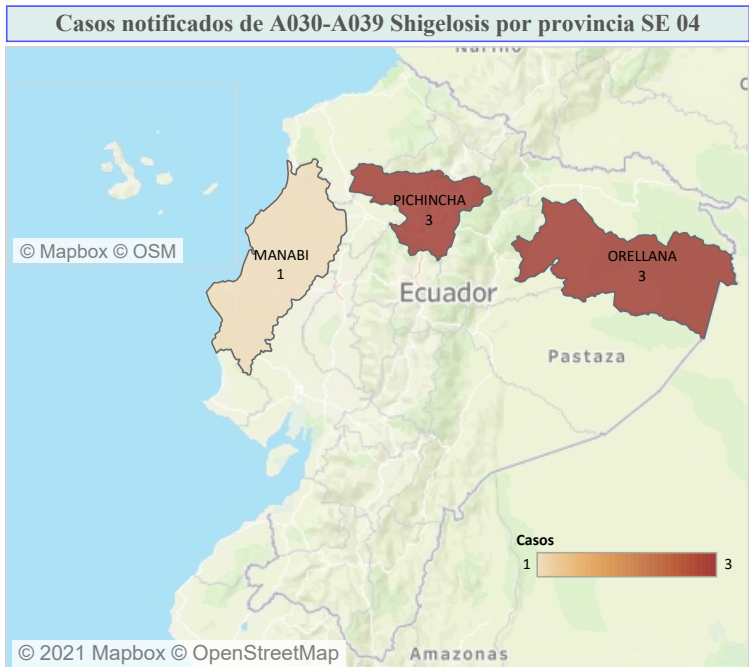 Casos notificados de A030-A039 Shigelosis por provincia SE 04
Nariño
PICHINCHA
3
© Mapbox © OSM
MANABI
1
ORELLANA
3
Ecuador
Pastaza
Casos
1
3
© 2021 Mapbox © OpenStreetMap
Amazonas